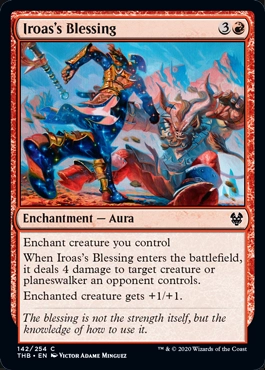 Iroas's Blessing 3
Enchantment — Aura
Enchant creature you control
When Iroas's Blessing enters the battlefield,
it deals 4 damage to target creature or
planeswalker an opponent controls.
Enchanted creature gets +1/+1.
The blessing is not the strength itself, but the
knowledge of how to use it.
142/254 C
THB • EN VICTOR ADAME MINGUEZ
™ & © 2020 Wizards of the Coast